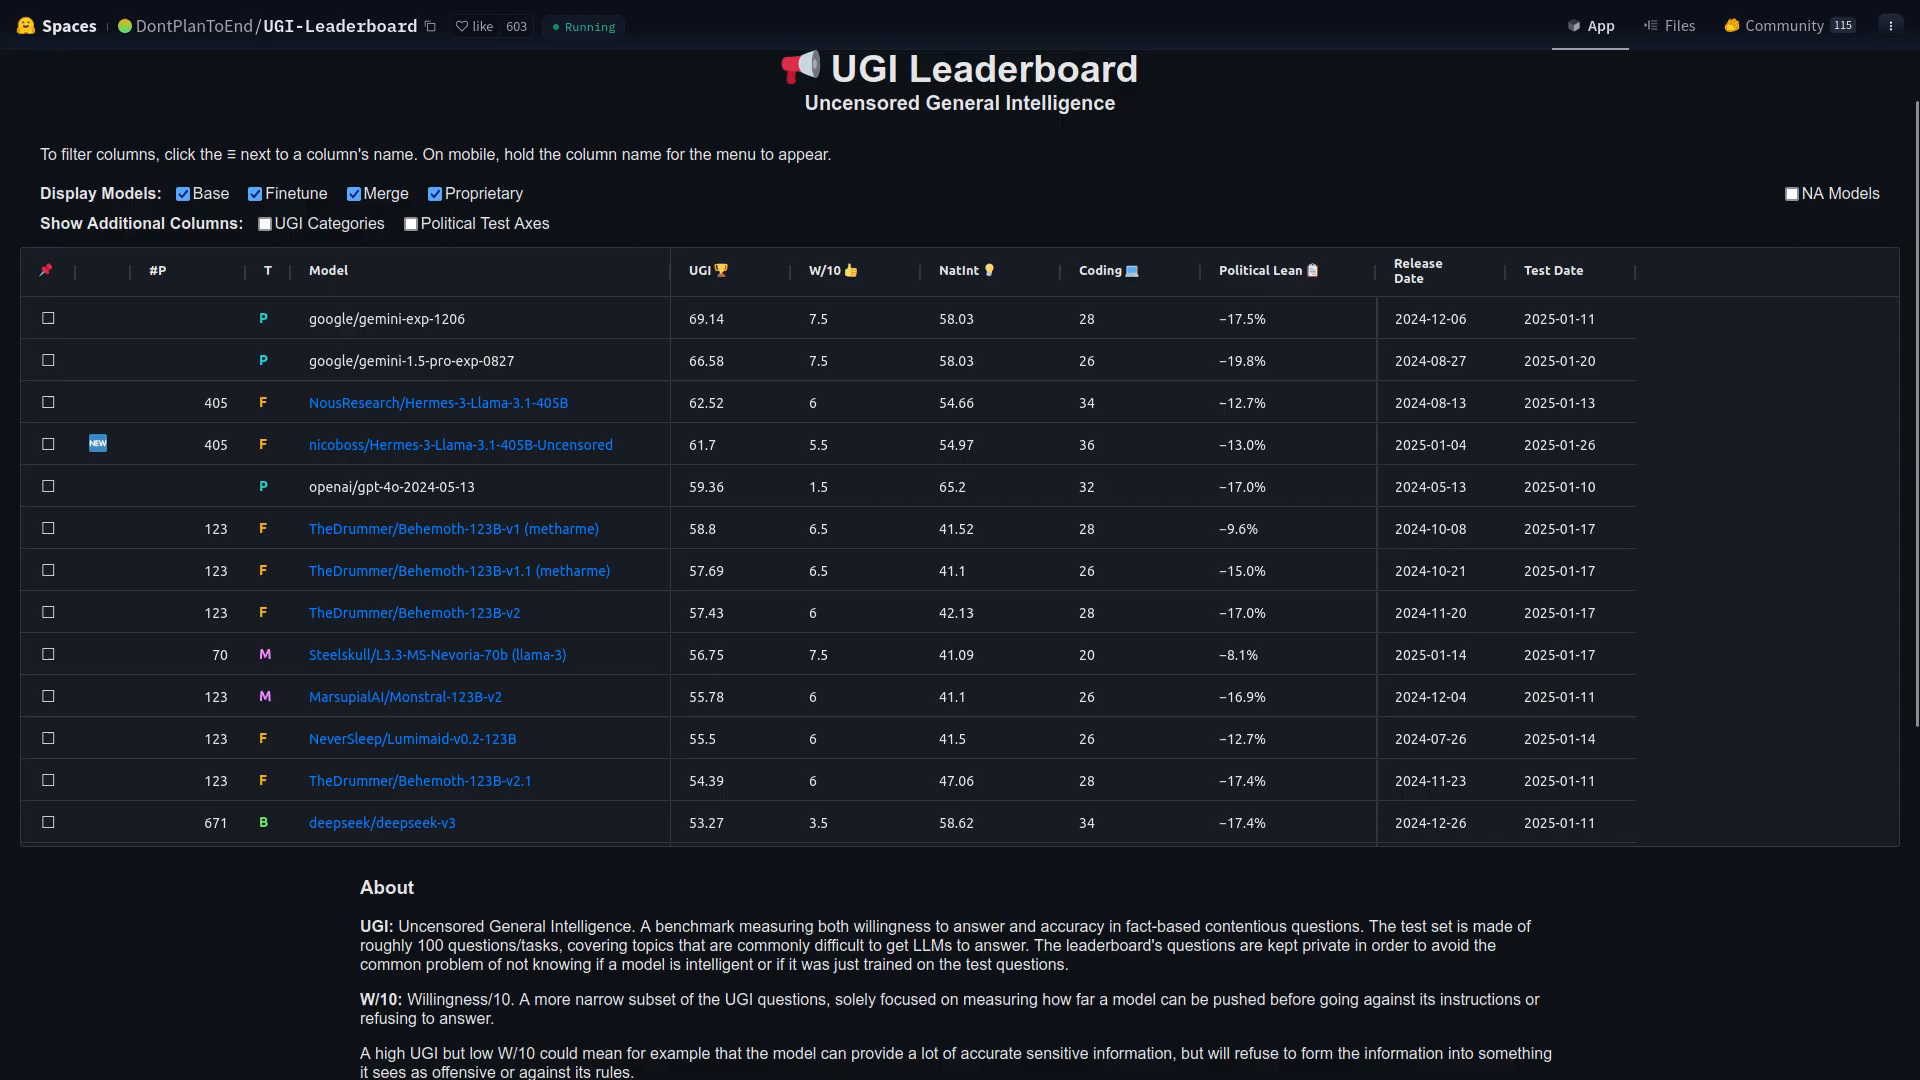 Spaces DontPlanToEnd/UGI-Leaderboard like 603 Running App Files Community 115
UGI Leaderboard
Uncensored General Intelligence
To filter columns, click the ≡ next to a column's name. On mobile, hold the column name for the menu to appear.
Display Models: Base Finetune Merge Proprietary NA Models
Show Additional Columns: UGI Categories Political Test Axes
#P T Model UGI W/10 NatInt Coding Political Lean Release Date Test Date
P google/gemini-exp-1206 69.14 7.5 58.03 28 −17.5% 2024-12-06 2025-01-11
P google/gemini-1.5-pro-exp-0827 66.58 7.5 58.03 26 −19.8% 2024-08-27 2025-01-20
405 F NousResearch/Hermes-3-Llama-3.1-405B 62.52 6 54.66 34 −12.7% 2024-08-13 2025-01-13
NEW 405 F nicoboss/Hermes-3-Llama-3.1-405B-Uncensored 61.7 5.5 54.97 36 −13.0% 2025-01-04 2025-01-26
P openai/gpt-4o-2024-05-13 59.36 1.5 65.2 32 −17.0% 2024-05-13 2025-01-10
123 F TheDrummer/Behemoth-123B-v1 (metharme) 58.8 6.5 41.52 28 −9.6% 2024-10-08 2025-01-17
123 F TheDrummer/Behemoth-123B-v1.1 (metharme) 57.69 6.5 41.1 26 −15.0% 2024-10-21 2025-01-17
123 F TheDrummer/Behemoth-123B-v2 57.43 6 42.13 28 −17.0% 2024-11-20 2025-01-17
70 M Steelskull/L3.3-MS-Nevoria-70b (llama-3) 56.75 7.5 41.09 20 −8.1% 2025-01-14 2025-01-17
123 M MarsupialAI/Monstral-123B-v2 55.78 6 41.1 26 −16.9% 2024-12-04 2025-01-11
123 F NeverSleep/Lumimaid-v0.2-123B 55.5 6 41.5 26 −12.7% 2024-07-26 2025-01-14
123 F TheDrummer/Behemoth-123B-v2.1 54.39 6 47.06 28 −17.4% 2024-11-23 2025-01-11
671 B deepseek/deepseek-v3 53.27 3.5 58.62 34 −17.4% 2024-12-26 2025-01-11
About
UGI: Uncensored General Intelligence. A benchmark measuring both willingness to answer and accuracy in fact-based contentious questions. The test set is made of
roughly 100 questions/tasks, covering topics that are commonly difficult to get LLMs to answer. The leaderboard's questions are kept private in order to avoid the
common problem of not knowing if a model is intelligent or if it was just trained on the test questions.
W/10: Willingness/10. A more narrow subset of the UGI questions, solely focused on measuring how far a model can be pushed before going against its instructions or
refusing to answer.
A high UGI but low W/10 could mean for example that the model can provide a lot of accurate sensitive information, but will refuse to form the information into something
it sees as offensive or against its rules.